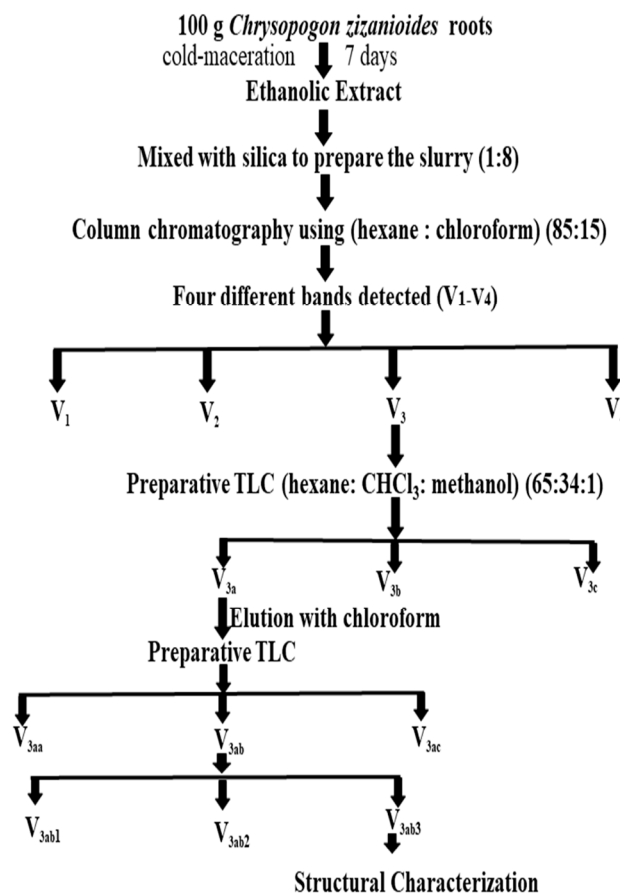 100 g Chrysopogon zizanioides roots
cold-maceration 7 days
Ethanolic Extract
Mixed with silica to prepare the slurry (1:8)
Column chromatography using (hexane : chloroform) (85:15)
Four different bands detected (V1-V4)
V1 V2 V3 V
Preparative TLC (hexane: CHCl3: methanol) (65:34:1)
V3a V3b V3c
Elution with chloroform
Preparative TLC
V3aa V3ab V3ac
V3ab1 V3ab2 V3ab3
Structural Characterization